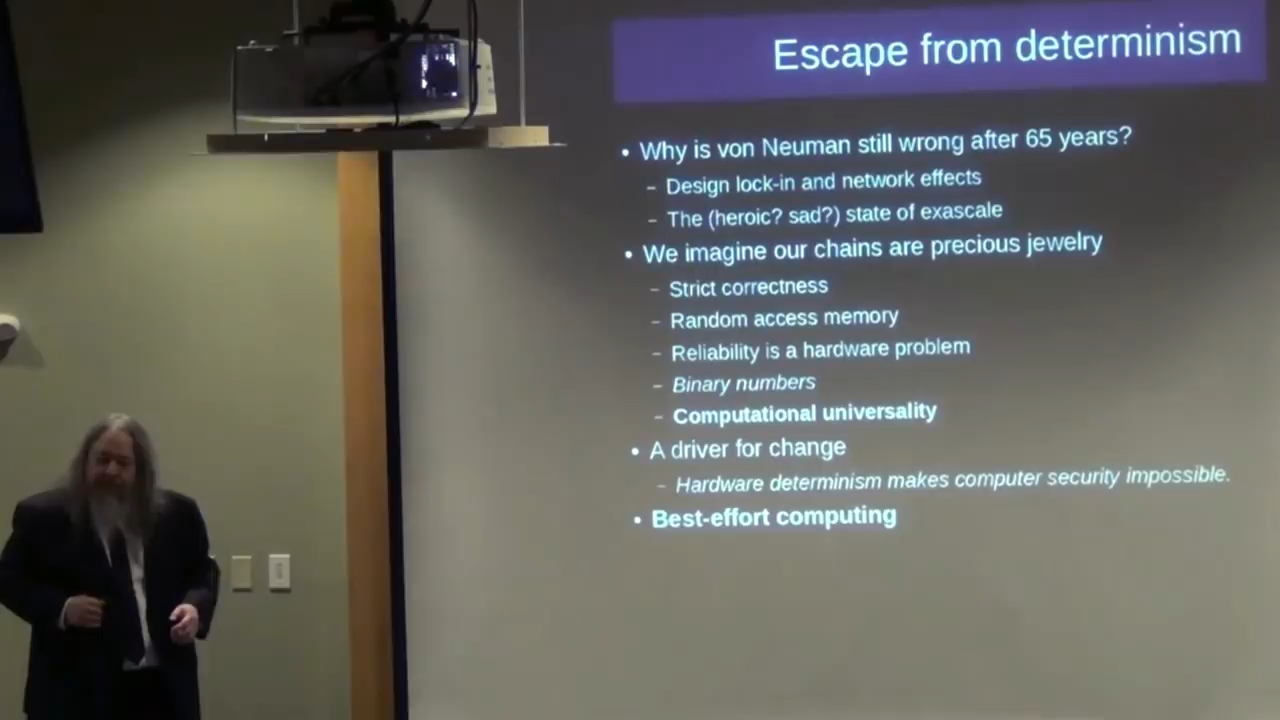 Escape from determinism
• Why is von Neuman still wrong after 65 years?
– Design lock-in and network effects
– The (heroic? sad?) state of exascale
• We imagine our chains are precious jewelry
– Strict correctness
– Random access memory
– Reliability is a hardware problem
– Binary numbers
– Computational universality
• A driver for change
– Hardware determinism makes computer security impossible.
• Best-effort computing